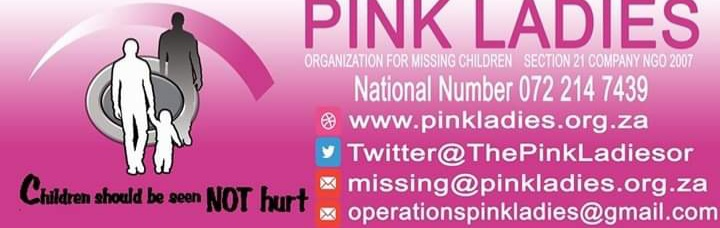 PINK LADIES
ORGANIZATION FOR MISSING CHILDREN SECTION 21 COMPANY NGO 2007
National Number 072 214 7439
www.pinkladies.org.za
Twitter@ThePinkLadiesor
missing@pinkladies.org.za
operationspinkladies@gmail.com
Children should be seen NOT hurt